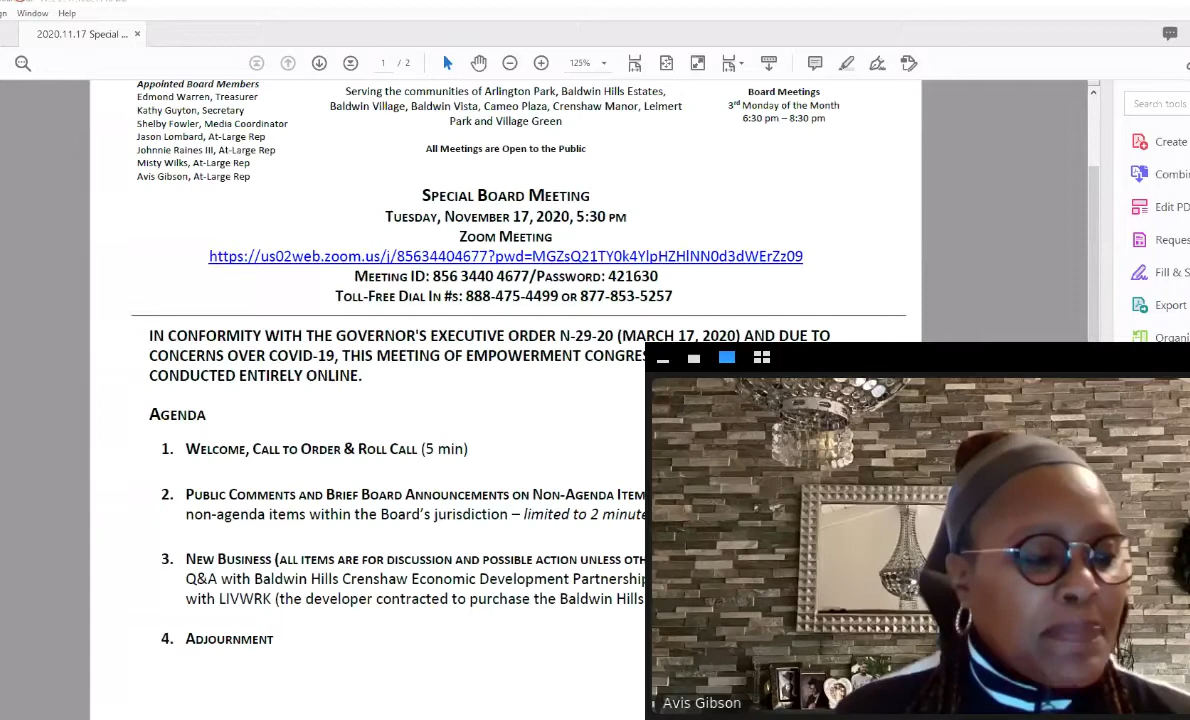 Window Help
2020.11.17 Special ... ×
1 / 2 125%
Search tools
Appointed Board Members
Edmond Warren, Treasurer
Kathy Guyton, Secretary
Shelby Fowler, Media Coordinator
Jason Lombard, At-Large Rep
Johnnie Raines III, At-Large Rep
Misty Wilks, At-Large Rep
Avis Gibson, At-Large Rep
Serving the communities of Arlington Park, Baldwin Hills Estates,
Baldwin Village, Baldwin Vista, Cameo Plaza, Crenshaw Manor, Leimert
Park and Village Green
All Meetings are Open to the Public
Board Meetings
3rd Monday of the Month
6:30 pm – 8:30 pm
SPECIAL BOARD MEETING
TUESDAY, NOVEMBER 17, 2020, 5:30 PM
ZOOM MEETING
https://us02web.zoom.us/j/85634404677?pwd=MGZsQ21TY0k4YlpHZHlNN0d3dWErZz09
MEETING ID: 856 3440 4677/PASSWORD: 421630
TOLL-FREE DIAL IN #S: 888-475-4499 OR 877-853-5257
IN CONFORMITY WITH THE GOVERNOR'S EXECUTIVE ORDER N-29-20 (MARCH 17, 2020) AND DUE TO
CONCERNS OVER COVID-19, THIS MEETING OF EMPOWERMENT CONGRES
CONDUCTED ENTIRELY ONLINE.
AGENDA
1. WELCOME, CALL TO ORDER & ROLL CALL (5 min)
2. PUBLIC COMMENTS AND BRIEF BOARD ANNOUNCEMENTS ON NON-AGENDA ITEM
non-agenda items within the Board's jurisdiction – limited to 2 minute
3. NEW BUSINESS (ALL ITEMS ARE FOR DISCUSSION AND POSSIBLE ACTION UNLESS OTH
Q&A with Baldwin Hills Crenshaw Economic Development Partnership
with LIVWRK (the developer contracted to purchase the Baldwin Hills
4. ADJOURNMENT
Create
Combi
Edit PD
Reques
Fill & S
Export
Organi
Avis Gibson